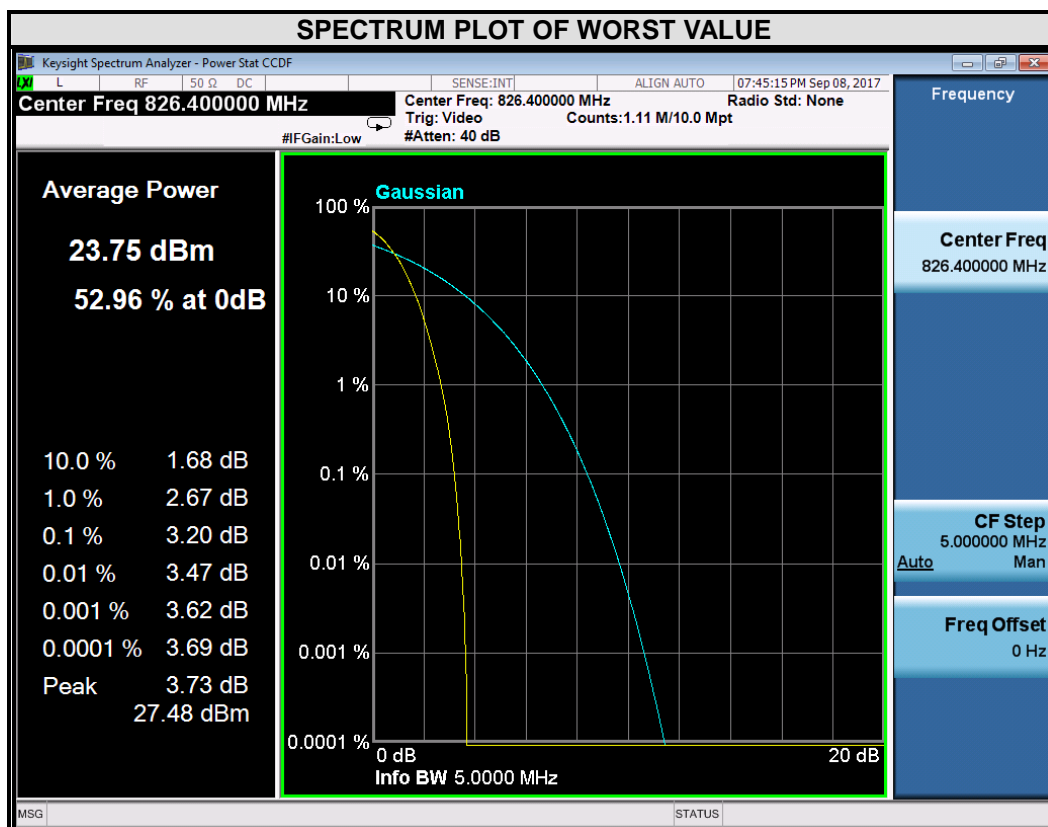 SPECTRUM PLOT OF WORST VALUE
Keysight Spectrum Analyzer - Power Stat CCDF
LXI L RF 50 Ω DC SENSE:INT ALIGN AUTO 07:45:15 PM Sep 08, 2017
Center Freq 826.400000 MHz
Center Freq: 826.400000 MHz Radio Std: None
Trig: Video Counts:1.11 M/10.0 Mpt
#IFGain:Low #Atten: 40 dB
Frequency
Average Power
23.75 dBm
52.96 % at 0dB
10.0 % 1.68 dB
1.0 % 2.67 dB
0.1 % 3.20 dB
0.01 % 3.47 dB
0.001 % 3.62 dB
0.0001 % 3.69 dB
Peak 3.73 dB
27.48 dBm
Gaussian
100 %
10 %
1 %
0.1 %
0.01 %
0.001 %
0.0001 %
0 dB 20 dB
Info BW 5.0000 MHz
Center Freq
826.400000 MHz
CF Step
5.000000 MHz
Auto Man
Freq Offset
0 Hz
MSG STATUS